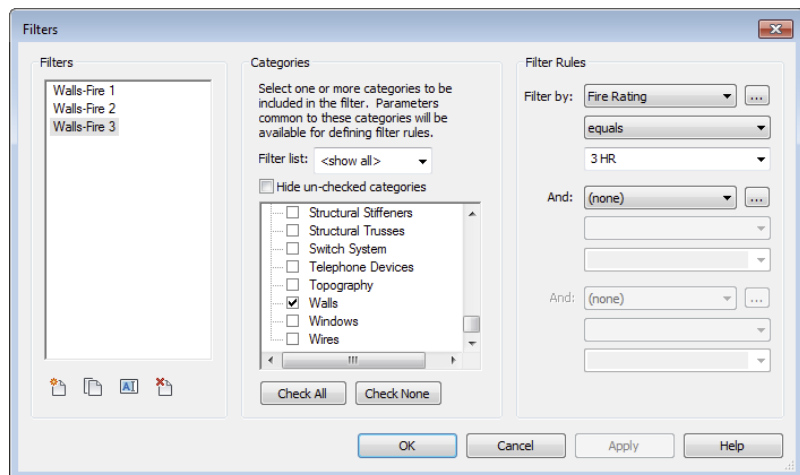 Filters
Filters
Walls-Fire 1
Walls-Fire 2
Walls-Fire 3
AI
Categories
Select one or more categories to be
included in the filter. Parameters
common to these categories will be
available for defining filter rules.
Filter list: <show all>
Hide un-checked categories
Structural Stiffeners
Structural Trusses
Switch System
Telephone Devices
Topography
Walls
Windows
Wires
Check All Check None
Filter Rules
Filter by: Fire Rating ...
equals
3 HR
And: (none) ...
And: (none) ...
OK Cancel Apply Help